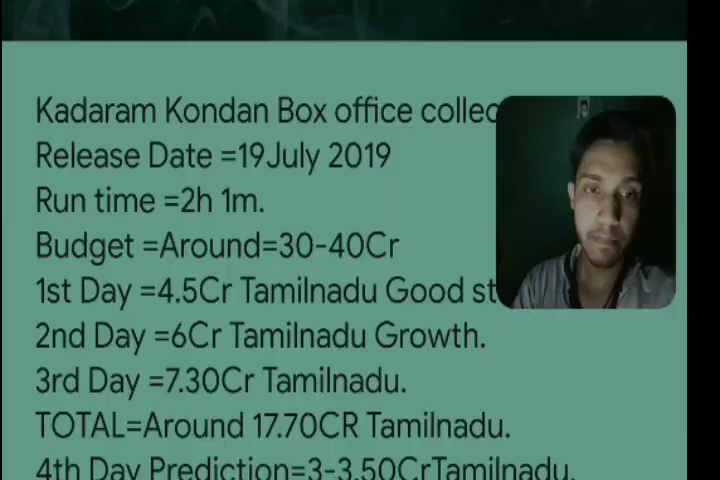 Kadaram Kondan Box office collec
Release Date =19July 2019
Run time =2h 1m.
Budget =Around=30-40Cr
1st Day =4.5Cr Tamilnadu Good st
2nd Day =6Cr Tamilnadu Growth.
3rd Day =7.30Cr Tamilnadu.
TOTAL=Around 17.70CR Tamilnadu.
4th Day Prediction=3-3.50CrTamilnadu.